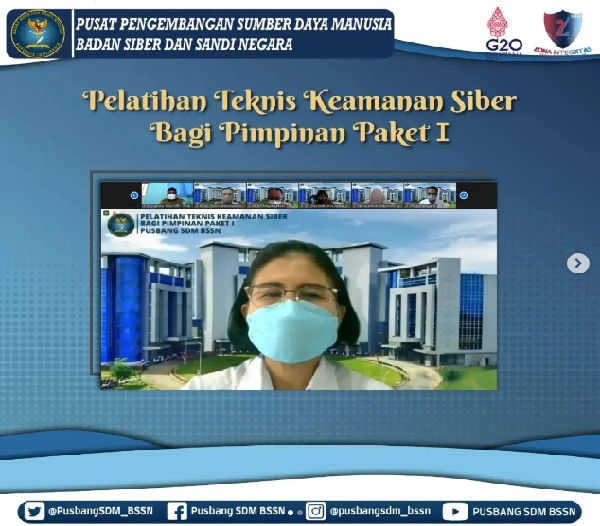 PUSAT PENGEMBANGAN SUMBER DAYA MANUSIA
BADAN SIBER DAN SANDI NEGARA
G20
ZONA INTEGRITAS
Pelatihan Teknis Keamanan Siber
Bagi Pimpinan Paket I
PELATIHAN TEKNIS KEAMANAN SIBER
BAGI PIMPINAN PAKET I
PUSBANG SDM BSSN
@PusbangSDM_BSSN
Pusbang SDM BSSN
@pusbangsdm_bssn
PUSBANG SDM BSSN